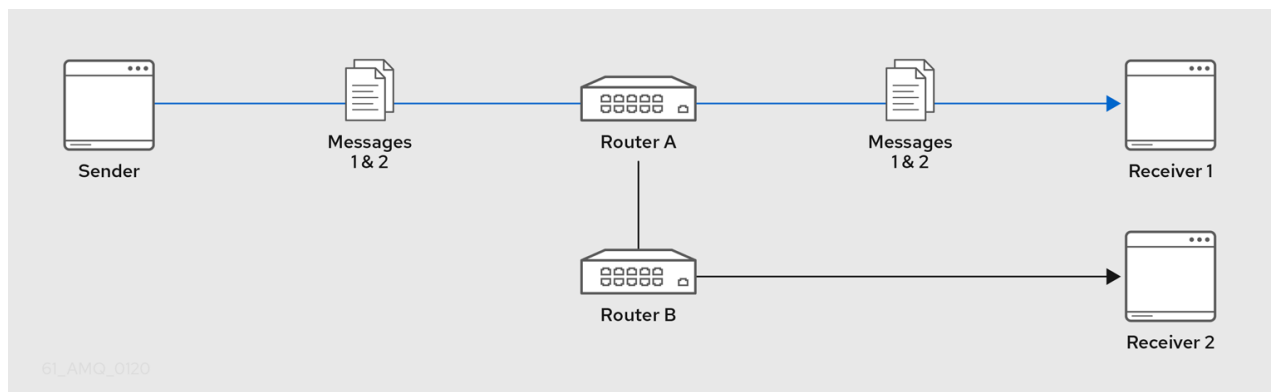 Sender
Messages
1 & 2
Router A
Messages
1 & 2
Receiver 1
Router B
Receiver 2
61_AMQ_0120